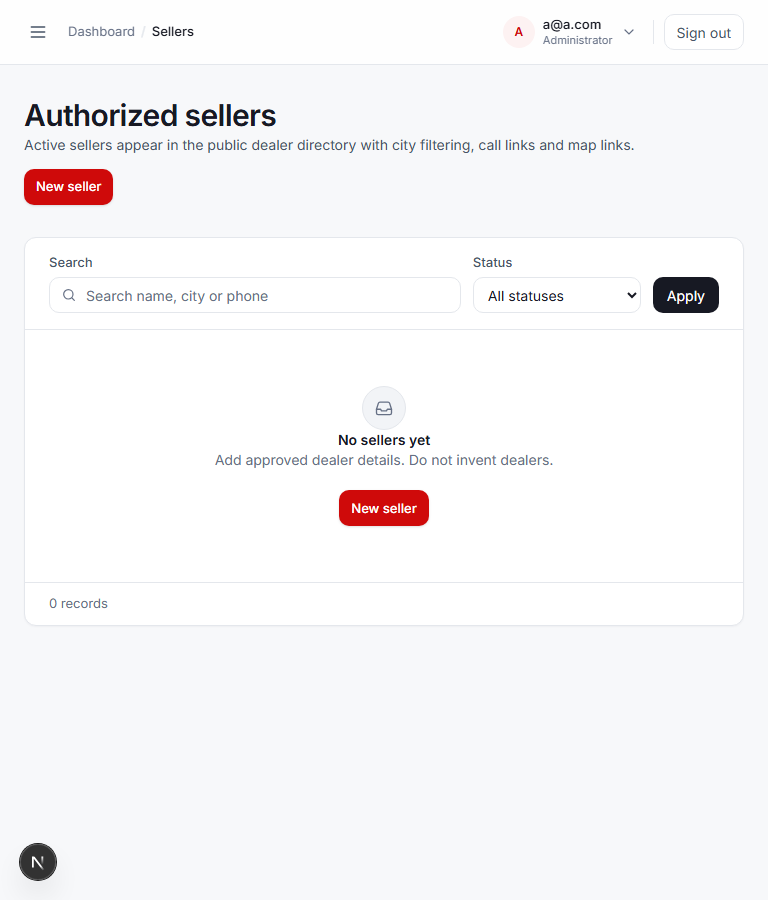 Dashboard / Sellers
A
a@a.com
Administrator
Sign out
Authorized sellers
Active sellers appear in the public dealer directory with city filtering, call links and map links.
New seller
Search
Status
Search name, city or phone
All statuses
Apply
No sellers yet
Add approved dealer details. Do not invent dealers.
New seller
0 records
N